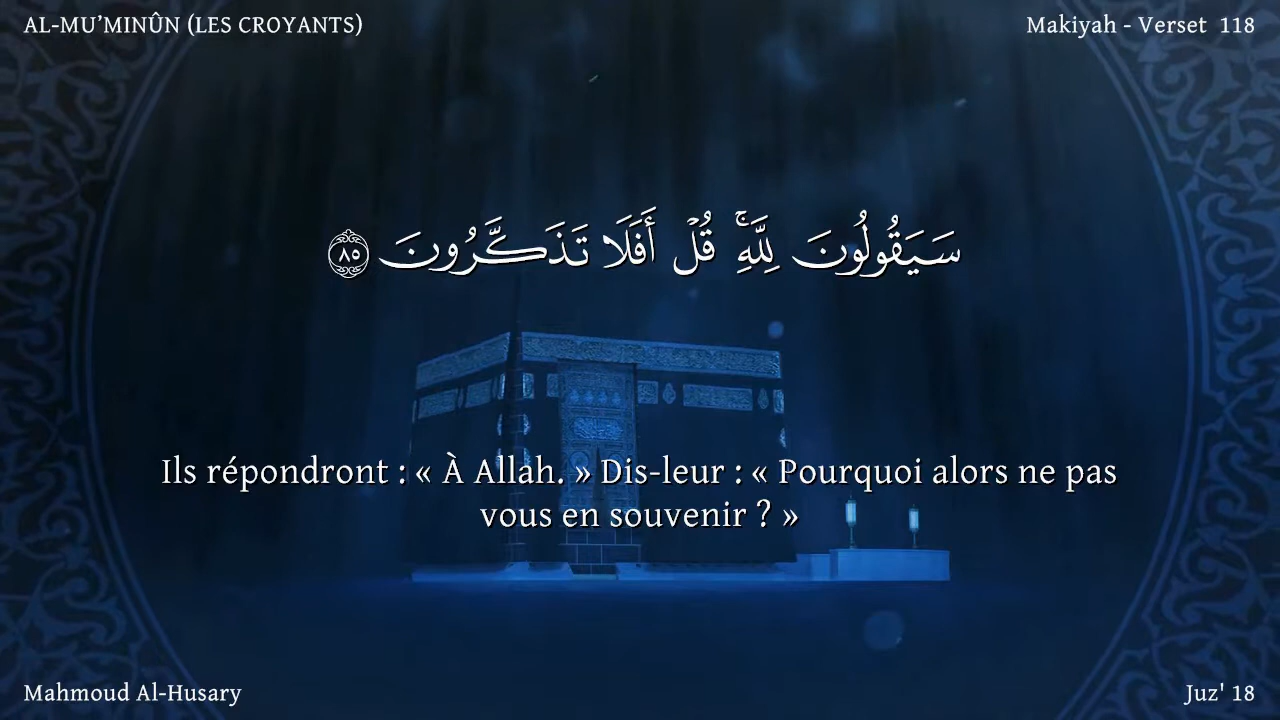 AL-MU’MINÛN (LES CROYANTS)
Makiyah - Verset 118
سَيَقُولُونَ لِلَّهِۚ قُلۡ أَفَلَا تَذَكَّرُونَ ٨٥
Ils répondront : « À Allah. » Dis-leur : « Pourquoi alors ne pas
vous en souvenir ? »
Mahmoud Al-Husary
Juz' 18